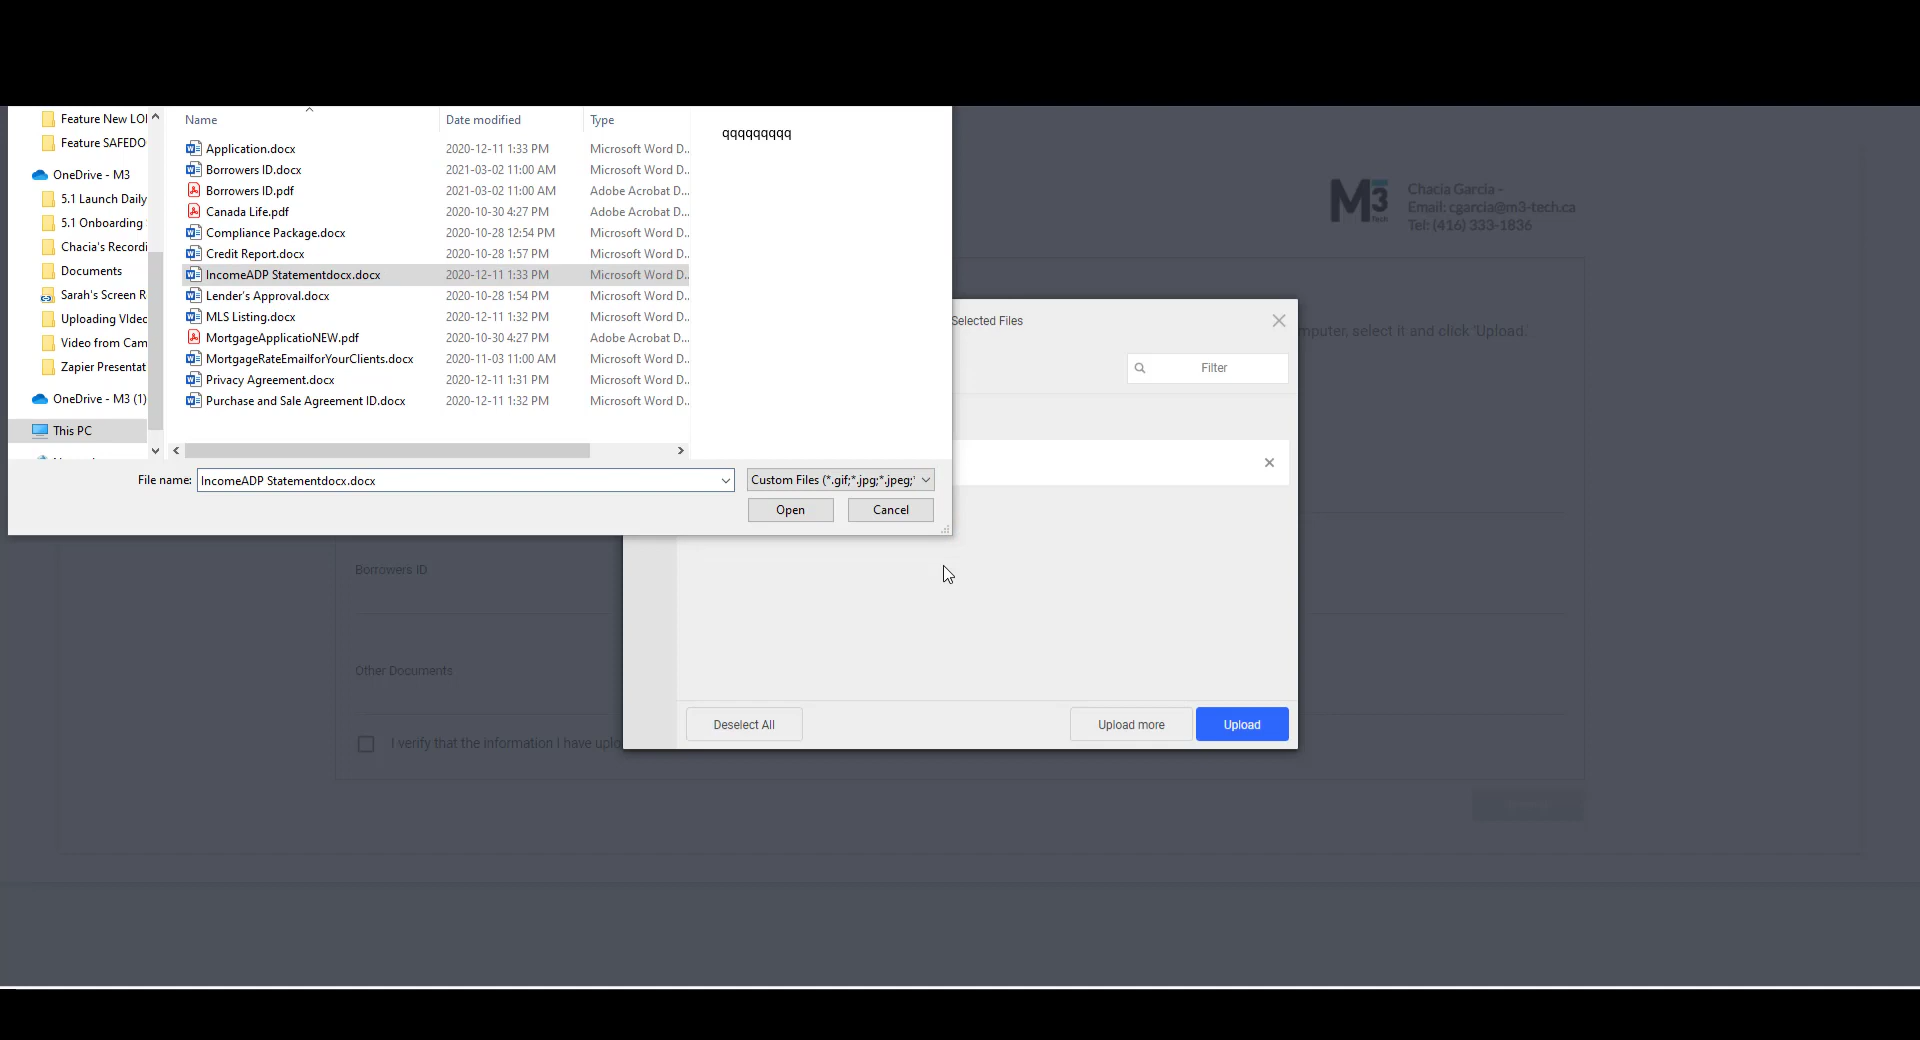 Feature New LO
Feature SAFEDO
OneDrive - M3
5.1 Launch Daily
5.1 Onboarding
Chacia's Recordi
Documents
Sarah's Screen R
Uploading VIdec
Video from Cam
Zapier Presentat
OneDrive - M3 (1)
This PC
Name Date modified Type
Application.docx 2020-12-11 1:33 PM Microsoft Word D...
Borrowers ID.docx 2021-03-02 11:00 AM Microsoft Word D...
Borrowers ID.pdf 2021-03-02 11:00 AM Adobe Acrobat D...
Canada Life.pdf 2020-10-30 4:27 PM Adobe Acrobat D...
Compliance Package.docx 2020-10-28 12:54 PM Microsoft Word D...
Credit Report.docx 2020-10-28 1:57 PM Microsoft Word D...
IncomeADP Statementdocx.docx 2020-12-11 1:33 PM Microsoft Word D...
Lender's Approval.docx 2020-10-28 1:54 PM Microsoft Word D...
MLS Listing.docx 2020-12-11 1:32 PM Microsoft Word D...
MortgageApplicatioNEW.pdf 2020-10-30 4:27 PM Adobe Acrobat D...
MortgageRateEmailforYourClients.docx 2020-11-03 11:00 AM Microsoft Word D...
Privacy Agreement.docx 2020-12-11 1:31 PM Microsoft Word D...
Purchase and Sale Agreement ID.docx 2020-12-11 1:32 PM Microsoft Word D...
qqqqqqqqq
File name: IncomeADP Statementdocx.docx
Custom Files (*.gif;*.jpg;*.jpeg;*
Open Cancel
M3 Tech
Chacia Garcia -
Email: cgarcia@m3-tech.ca
Tel: (416) 333-1836
Selected Files
mputer, select it and click 'Upload.'
Filter
Borrowers ID
Other Documents
I verify that the information I have uplo
Deselect All Upload more Upload